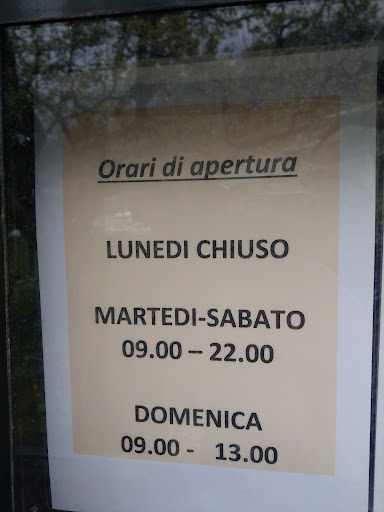 Orari di apertura
LUNEDI CHIUSO
MARTEDI-SABATO
09.00 – 22.00
DOMENICA
09.00 - 13.00